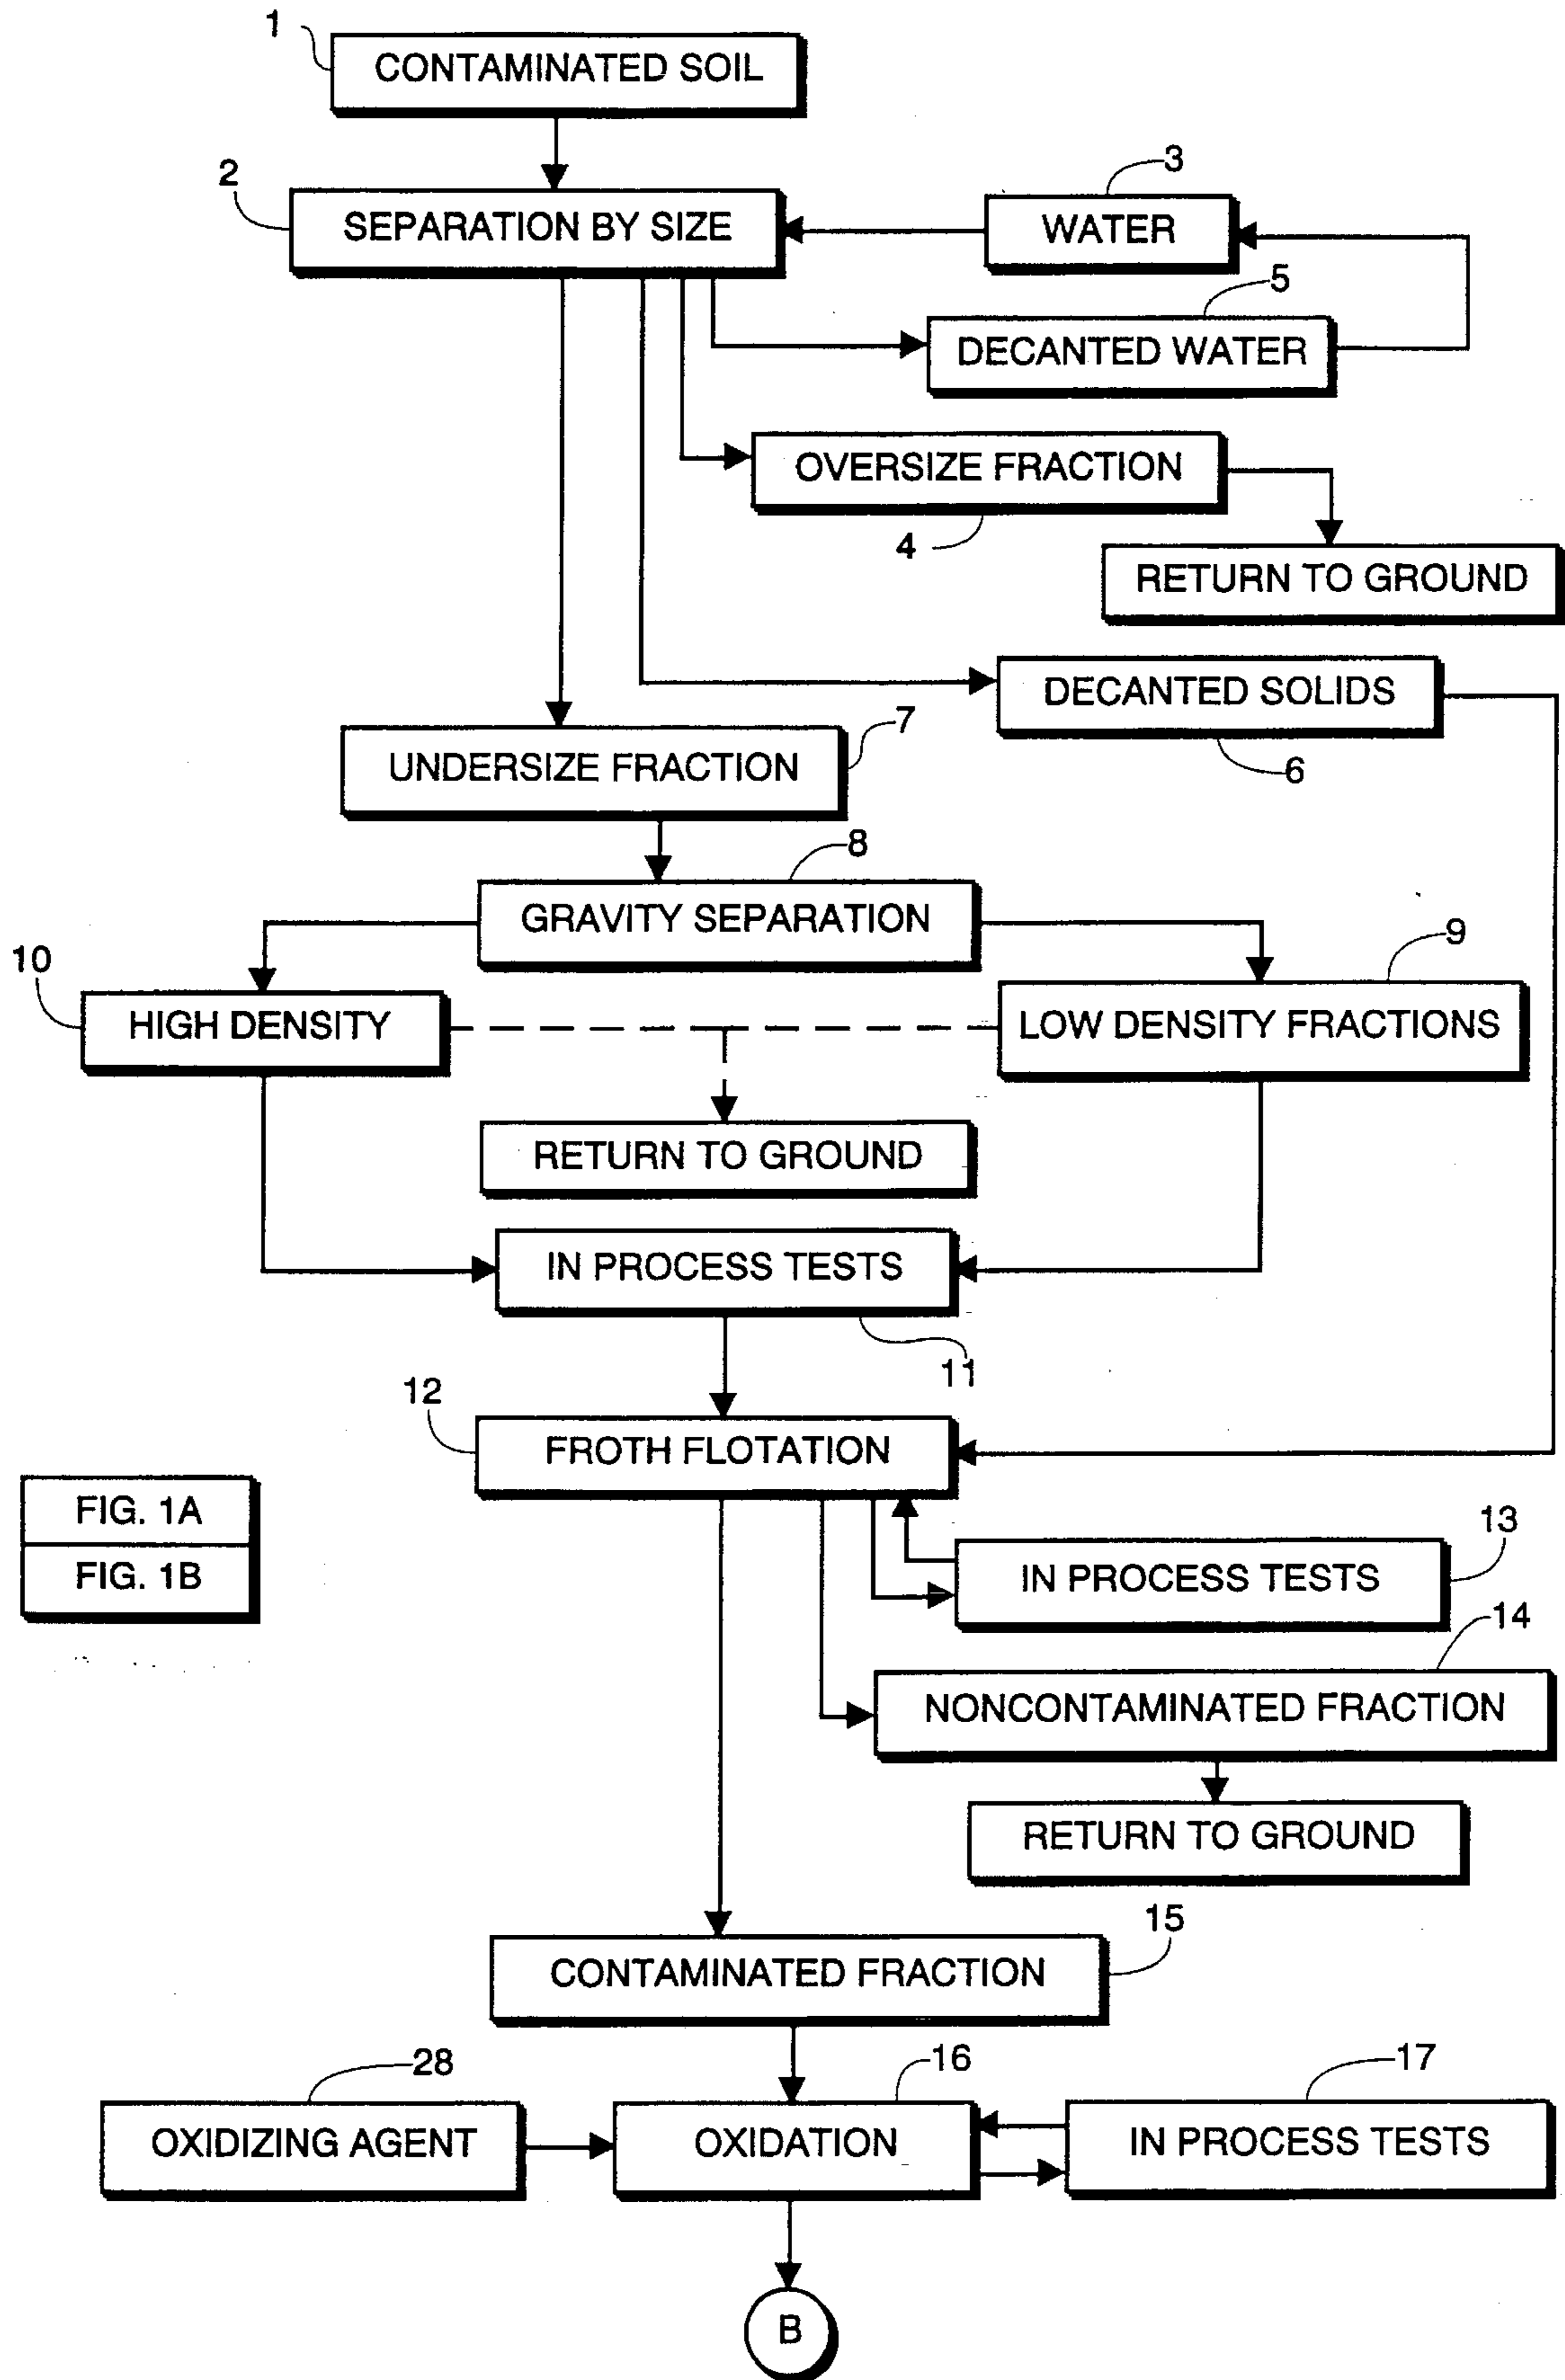 1
CONTAMINATED SOIL
2
SEPARATION BY SIZE
3
WATER
5
DECANTED WATER
OVERSIZE FRACTION
4
RETURN TO GROUND
DECANTED SOLIDS
6
7
UNDERSIZE FRACTION
8
GRAVITY SEPARATION
10
HIGH DENSITY
9
LOW DENSITY FRACTIONS
RETURN TO GROUND
IN PROCESS TESTS
11
12
FROTH FLOTATION
FIG. 1A
FIG. 1B
13
IN PROCESS TESTS
14
NONCONTAMINATED FRACTION
RETURN TO GROUND
15
CONTAMINATED FRACTION
28
OXIDIZING AGENT
16
OXIDATION
17
IN PROCESS TESTS
B